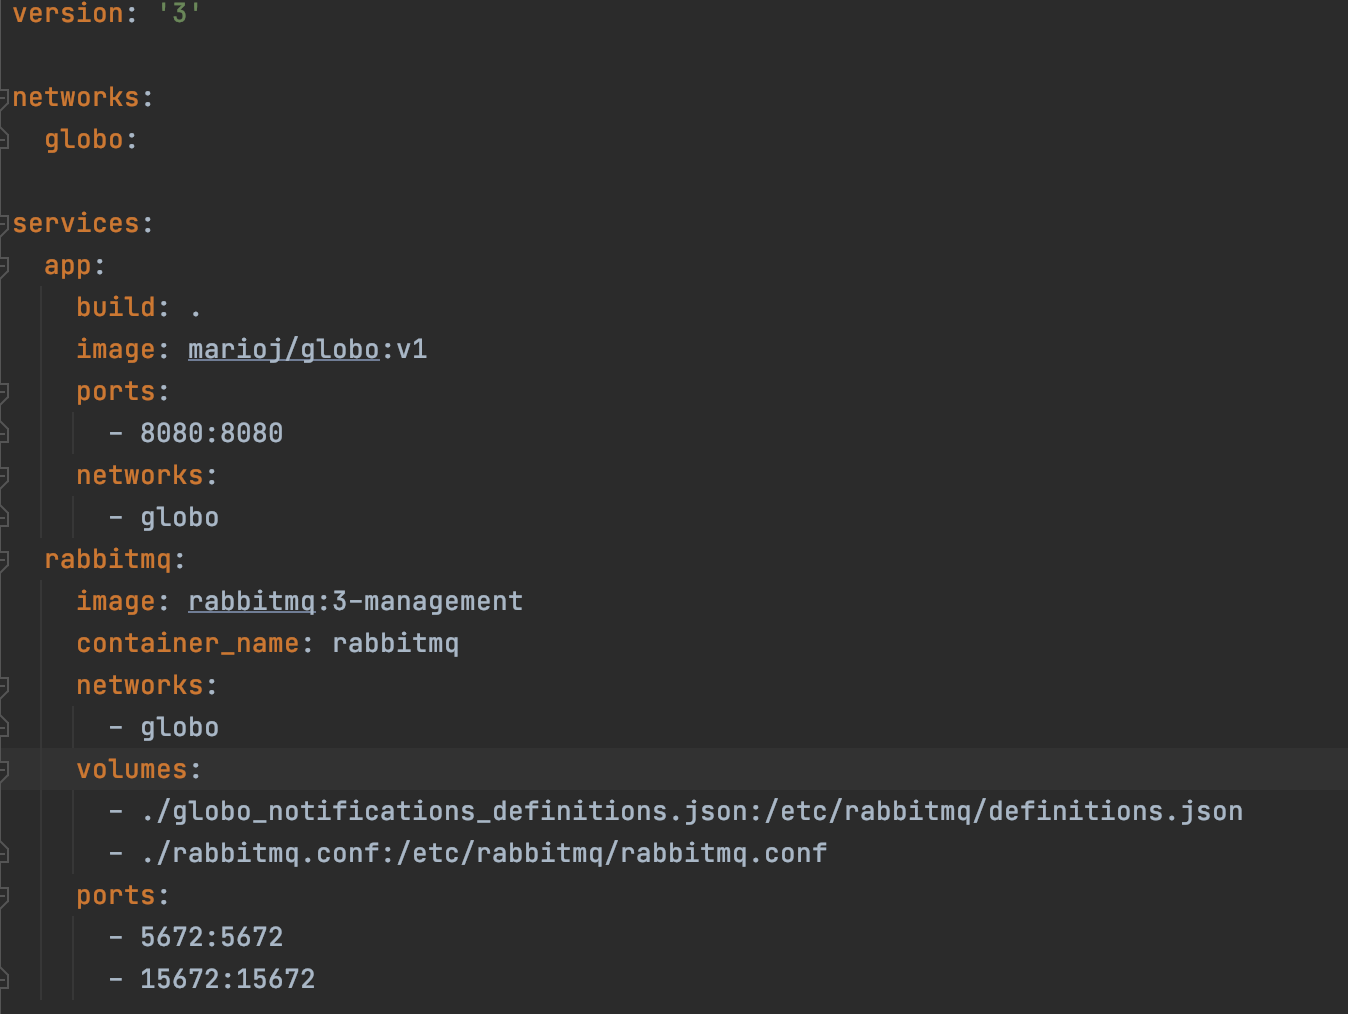 version: '3'
networks:
  globo:
services:
  app:
    build: .
    image: marioj/globo:v1
    ports:
      - 8080:8080
    networks:
      - globo
  rabbitmq:
    image: rabbitmq:3-management
    container_name: rabbitmq
    networks:
      - globo
    volumes:
      - ./globo_notifications_definitions.json:/etc/rabbitmq/definitions.json
      - ./rabbitmq.conf:/etc/rabbitmq/rabbitmq.conf
    ports:
      - 5672:5672
      - 15672:15672